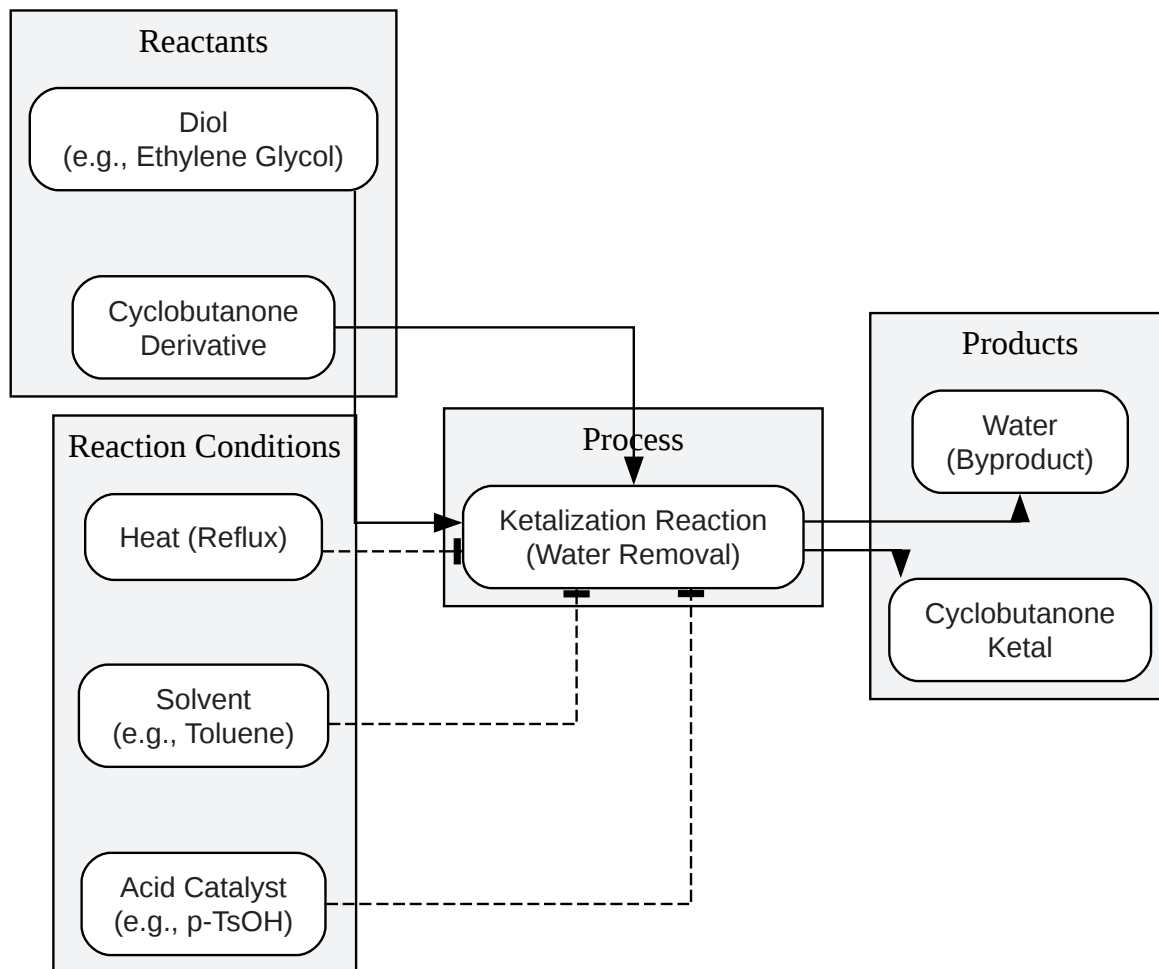 Reactants
Diol
(e.g., Ethylene Glycol)
Cyclobutanone
Derivative
Reaction Conditions
Heat (Reflux)
Solvent
(e.g., Toluene)
Acid Catalyst
(e.g., p-TsOH)
Process
Ketalization Reaction
(Water Removal)
Products
Water
(Byproduct)
Cyclobutanone
Ketal